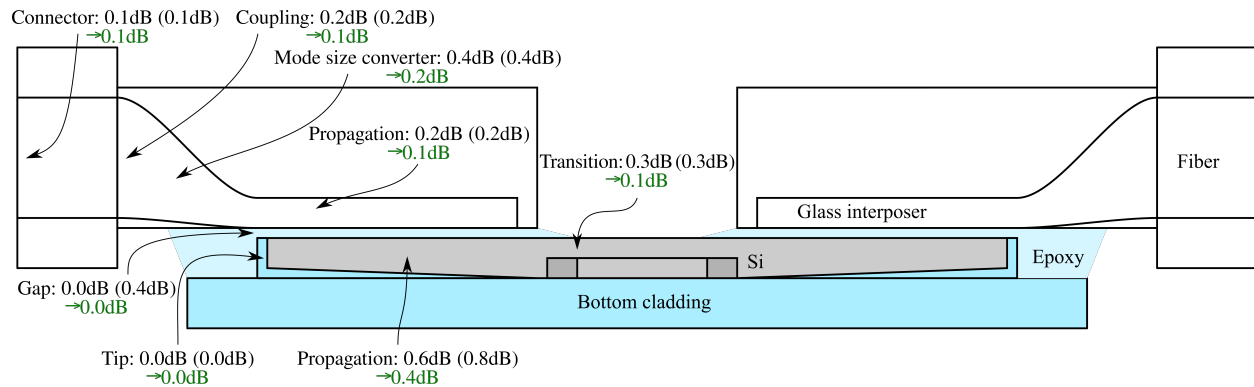 Connector: 0.1dB (0.1dB)
→0.1dB
Coupling: 0.2dB (0.2dB)
→0.1dB
Mode size converter: 0.4dB (0.4dB)
→0.2dB
Propagation: 0.2dB (0.2dB)
→0.1dB
Transition: 0.3dB (0.3dB)
→0.1dB
Fiber
Glass interposer
Si
Epoxy
Gap: 0.0dB (0.4dB)
→0.0dB
Bottom cladding
Tip: 0.0dB (0.0dB)
→0.0dB
Propagation: 0.6dB (0.8dB)
→0.4dB